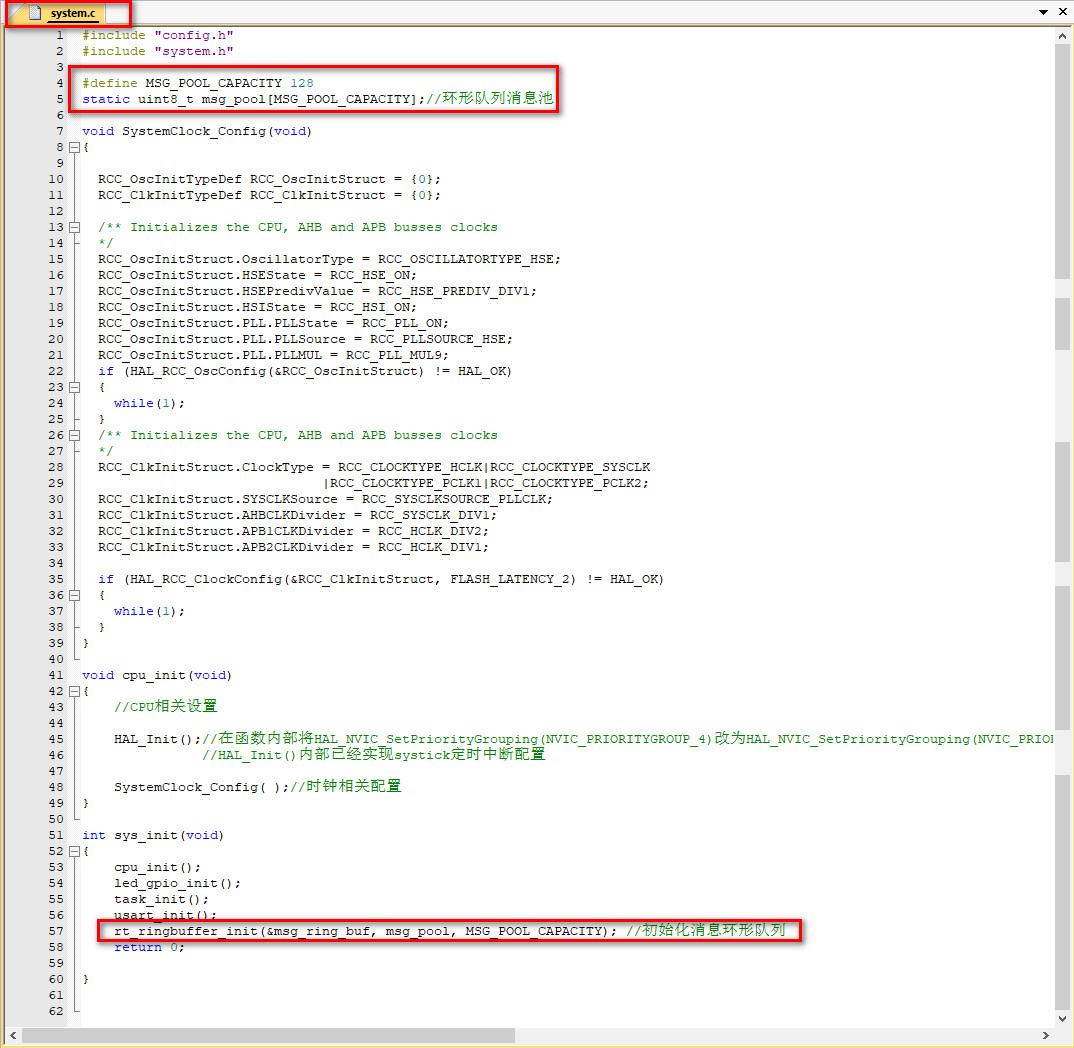 system.c
1 #include "config.h"
2 #include "system.h"
3
4 #define MSG_POOL_CAPACITY 128
5 static uint8_t msg_pool[MSG_POOL_CAPACITY];//环形队列消息池
6
7 void SystemClock_Config(void)
8 {
9
10   RCC_OscInitTypeDef RCC_OscInitStruct = {0};
11   RCC_ClkInitTypeDef RCC_ClkInitStruct = {0};
12
13   /** Initializes the CPU, AHB and APB busses clocks
14   */
15   RCC_OscInitStruct.OscillatorType = RCC_OSCILLATORTYPE_HSE;
16   RCC_OscInitStruct.HSEState = RCC_HSE_ON;
17   RCC_OscInitStruct.HSEPredivValue = RCC_HSE_PREDIV_DIV1;
18   RCC_OscInitStruct.HSIState = RCC_HSI_ON;
19   RCC_OscInitStruct.PLL.PLLState = RCC_PLL_ON;
20   RCC_OscInitStruct.PLL.PLLSource = RCC_PLLSOURCE_HSE;
21   RCC_OscInitStruct.PLL.PLLMUL = RCC_PLL_MUL9;
22   if (HAL_RCC_OscConfig(&RCC_OscInitStruct) != HAL_OK)
23   {
24     while(1);
25   }
26   /** Initializes the CPU, AHB and APB busses clocks
27   */
28   RCC_ClkInitStruct.ClockType = RCC_CLOCKTYPE_HCLK|RCC_CLOCKTYPE_SYSCLK
29                               |RCC_CLOCKTYPE_PCLK1|RCC_CLOCKTYPE_PCLK2;
30   RCC_ClkInitStruct.SYSCLKSource = RCC_SYSCLKSOURCE_PLLCLK;
31   RCC_ClkInitStruct.AHBCLKDivider = RCC_SYSCLK_DIV1;
32   RCC_ClkInitStruct.APB1CLKDivider = RCC_HCLK_DIV2;
33   RCC_ClkInitStruct.APB2CLKDivider = RCC_HCLK_DIV1;
34
35   if (HAL_RCC_ClockConfig(&RCC_ClkInitStruct, FLASH_LATENCY_2) != HAL_OK)
36   {
37     while(1);
38   }
39 }
40
41 void cpu_init(void)
42 {
43     //CPU相关设置
44
45     HAL_Init();//在函数内部将HAL_NVIC_SetPriorityGrouping(NVIC_PRIORITYGROUP_4)改为HAL_NVIC_SetPriorityGrouping(NVIC_PRIOR
46                //HAL_Init()内部已经实现systick定时中断配置
47
48     SystemClock_Config( );//时钟相关配置
49 }
50
51 int sys_init(void)
52 {
53     cpu_init();
54     led_gpio_init();
55     task_init();
56     usart_init();
57     rt_ringbuffer_init(&msg_ring_buf, msg_pool, MSG_POOL_CAPACITY); //初始化消息环形队列
58     return 0;
59
60 }
61
62